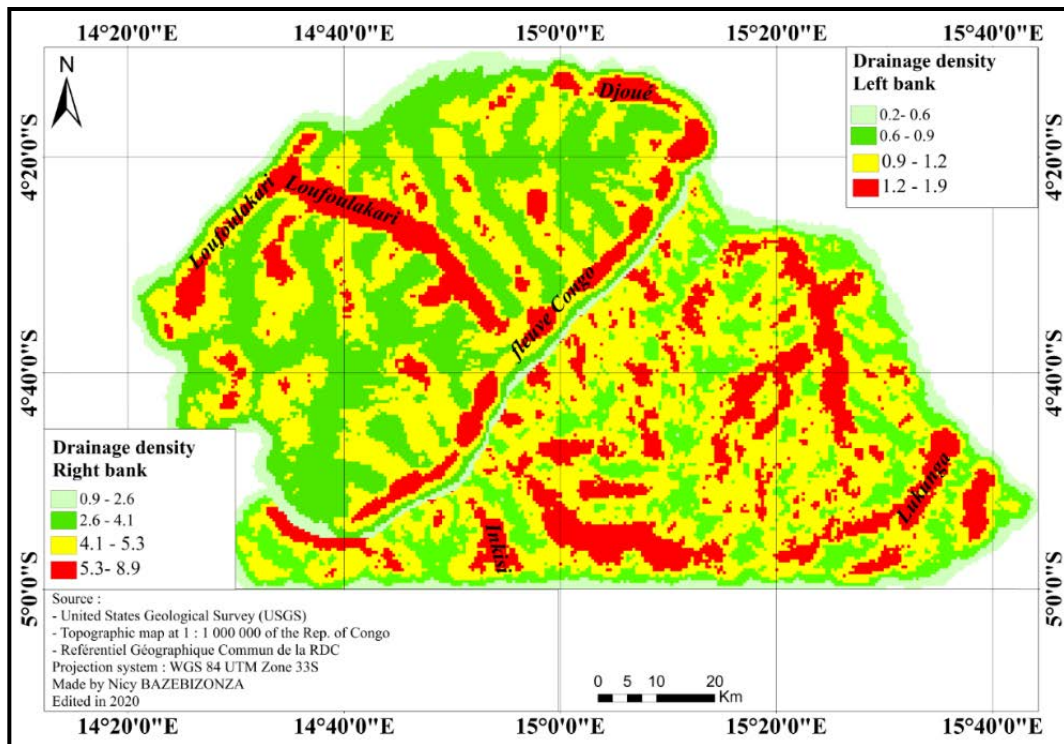 14°20'0"E 14°40'0"E 15°0'0"E 15°20'0"E 15°40'0"E
N
Drainage density
Left bank
0.2- 0.6
0.6 - 0.9
0.9 - 1.2
1.2 - 1.9
4°20'0"S 4°20'0"S
4°40'0"S 4°40'0"S
5°0'0"S 5°0'0"S
Djoué
Loufoulakari
Loufoulakari
fleuve Congo
Lukunga
Inkisi
Drainage density
Right bank
0.9 - 2.6
2.6 - 4.1
4.1 - 5.3
5.3- 8.9
Source :
- United States Geological Survey (USGS)
- Topographic map at 1 : 1 000 000 of the Rep. of Congo
- Référentiel Géographique Commun de la RDC
Projection system : WGS 84 UTM Zone 33S
Made by Nicy BAZEBIZONZA
Edited in 2020
0 5 10 20
Km
14°20'0"E 14°40'0"E 15°0'0"E 15°20'0"E 15°40'0"E